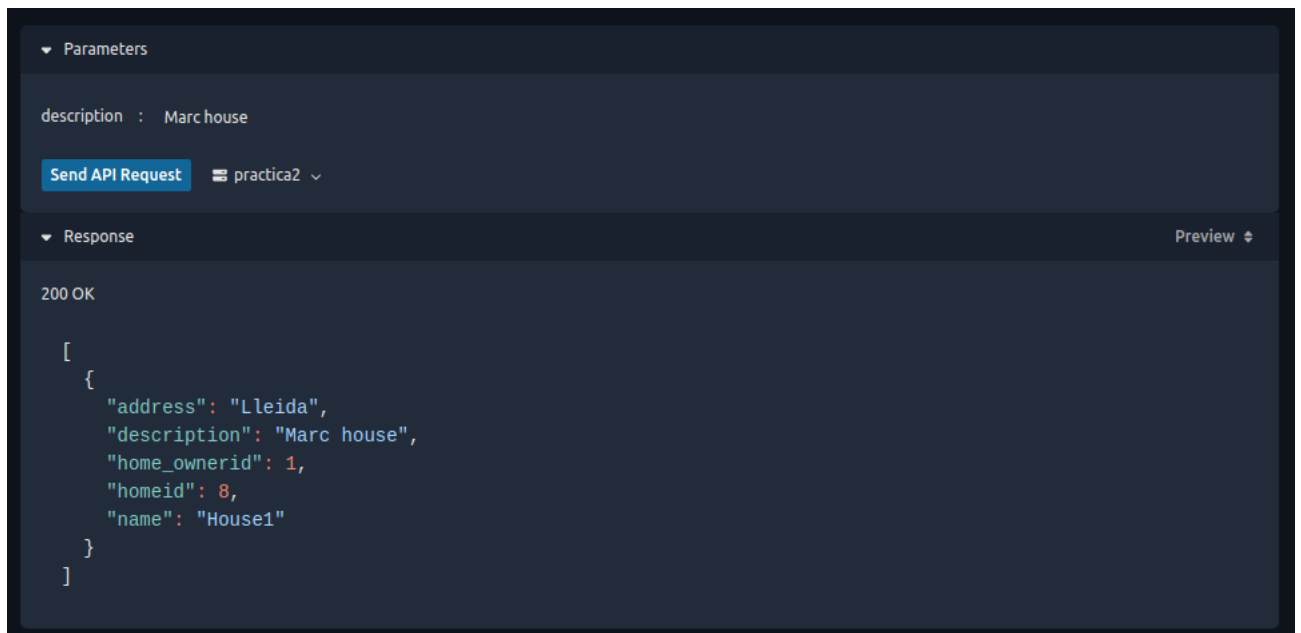 Parameters
description : Marc house
Send API Request practica2
Response Preview
200 OK
[
{
"address": "Lleida",
"description": "Marc house",
"home_ownerid": 1,
"homeid": 8,
"name": "House1"
}
]